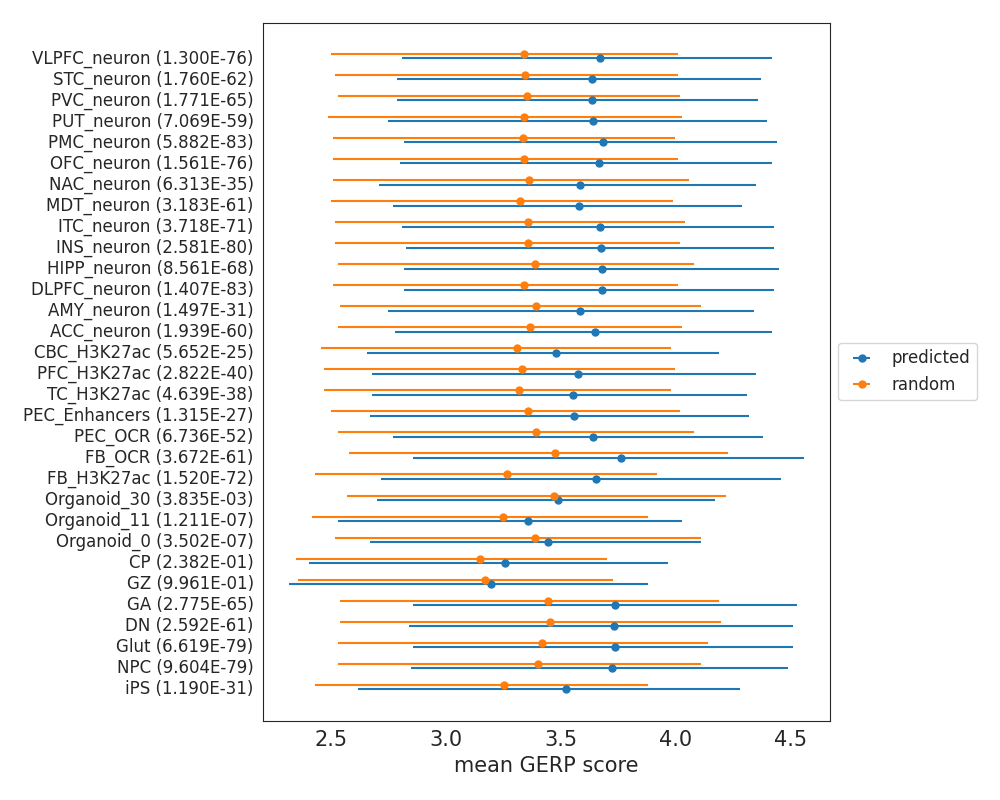 VLPFC_neuron (1.300E-76)
STC_neuron (1.760E-62)
PVC_neuron (1.771E-65)
PUT_neuron (7.069E-59)
PMC_neuron (5.882E-83)
OFC_neuron (1.561E-76)
NAC_neuron (6.313E-35)
MDT_neuron (3.183E-61)
ITC_neuron (3.718E-71)
INS_neuron (2.581E-80)
HIPP_neuron (8.561E-68)
DLPFC_neuron (1.407E-83)
AMY_neuron (1.497E-31)
ACC_neuron (1.939E-60)
CBC_H3K27ac (5.652E-25)
PFC_H3K27ac (2.822E-40)
TC_H3K27ac (4.639E-38)
PEC_Enhancers (1.315E-27)
PEC_OCR (6.736E-52)
FB_OCR (3.672E-61)
FB_H3K27ac (1.520E-72)
Organoid_30 (3.835E-03)
Organoid_11 (1.211E-07)
Organoid_0 (3.502E-07)
CP (2.382E-01)
GZ (9.961E-01)
GA (2.775E-65)
DN (2.592E-61)
Glut (6.619E-79)
NPC (9.604E-79)
iPS (1.190E-31)
2.5 3.0 3.5 4.0 4.5
mean GERP score
predicted
random